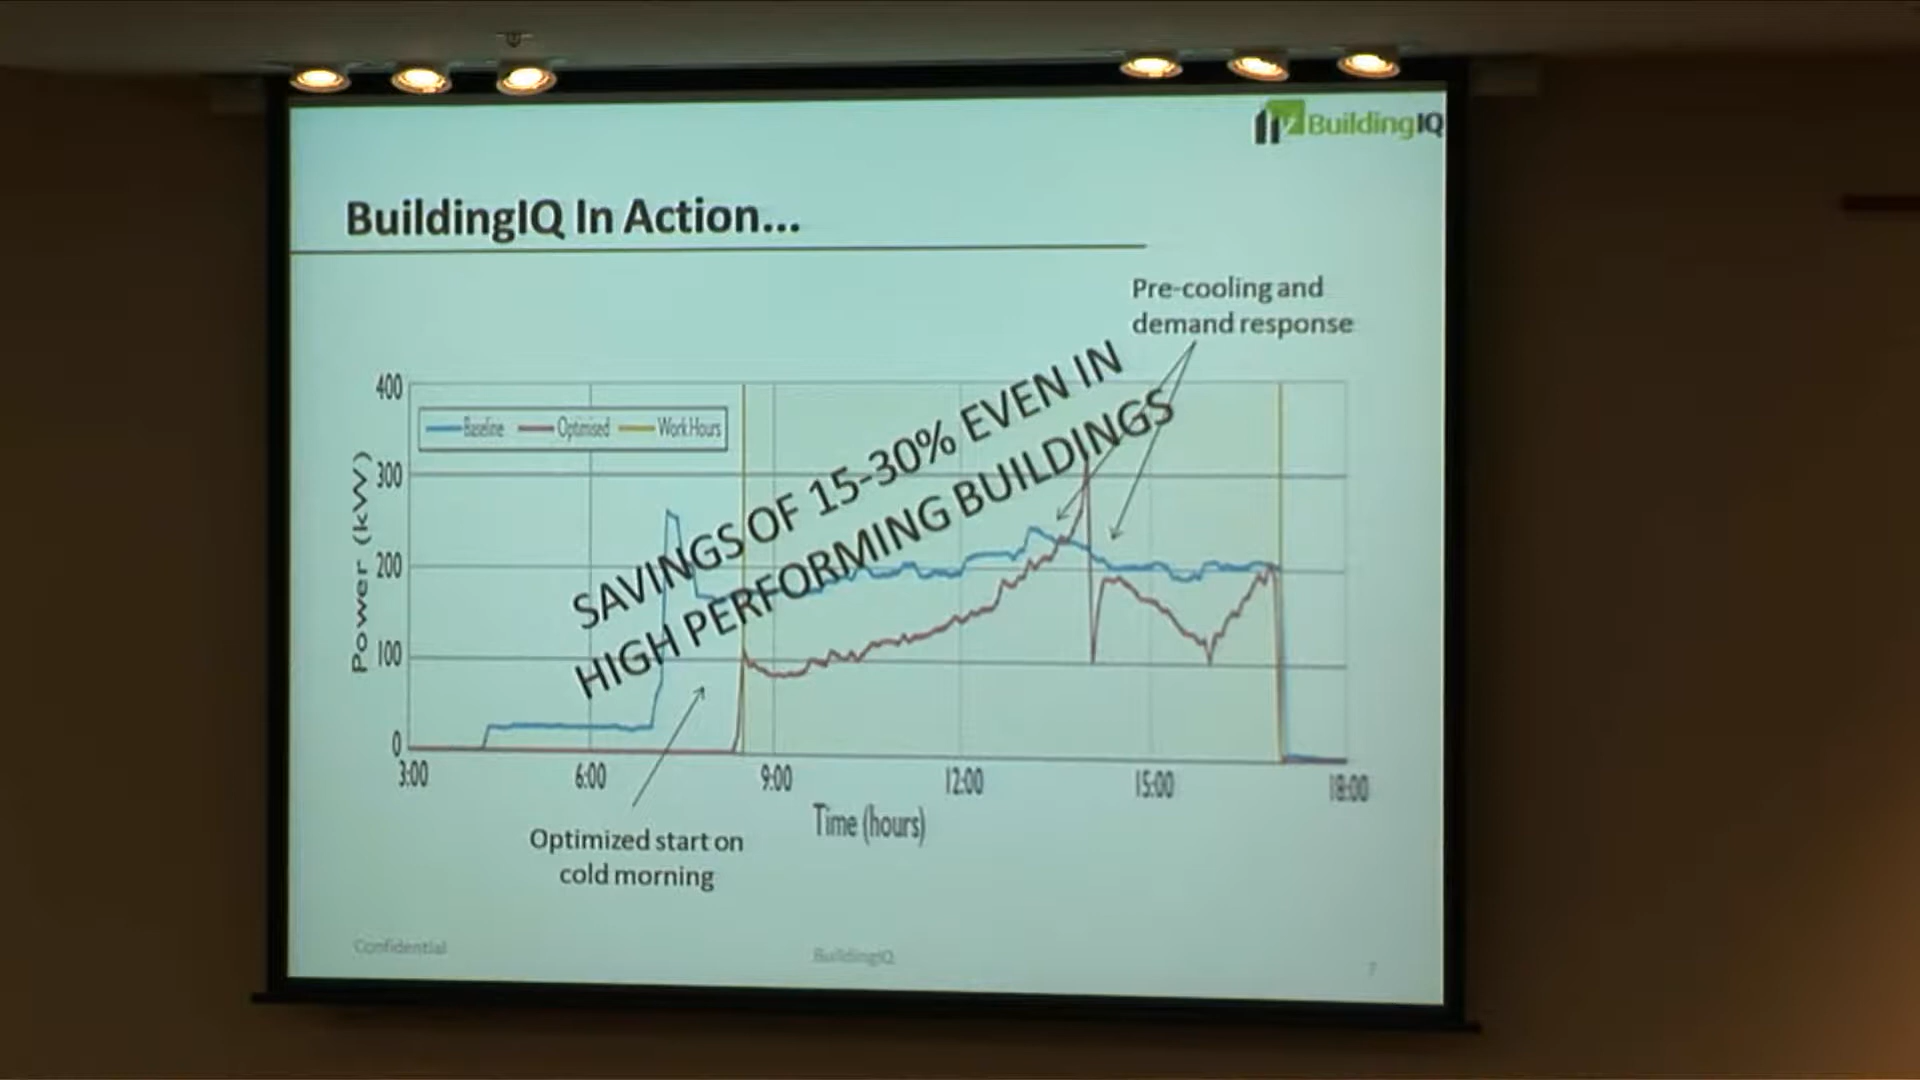 BuildingIQ
BuildingIQ In Action...
Pre-cooling and
demand response
SAVINGS OF 15-30% EVEN IN
HIGH PERFORMING BUILDINGS
400
300
200
100
0
Power (kW)
Baseline Optimised Work Hours
3:00 6:00 9:00 12:00 15:00 18:00
Time (hours)
Optimized start on
cold morning
Confidential
BuildingIQ
7